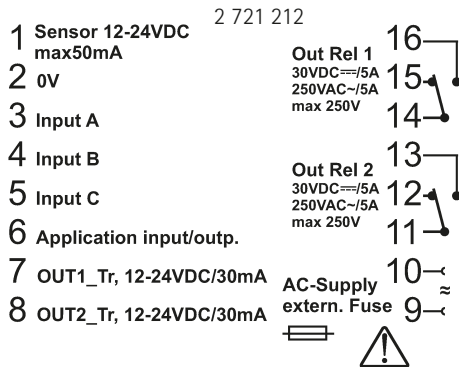 2 721 212
1 Sensor 12-24VDC
max50mA
2 0V
3 Input A
4 Input B
5 Input C
6 Application input/outp.
7 OUT1_Tr, 12-24VDC/30mA
8 OUT2_Tr, 12-24VDC/30mA
Out Rel 1
30VDC⎓/5A
250VAC~/5A
max 250V
16
15
14
Out Rel 2
30VDC⎓/5A
250VAC~/5A
max 250V
13
12
11
AC-Supply
extern. Fuse
10
≈
9